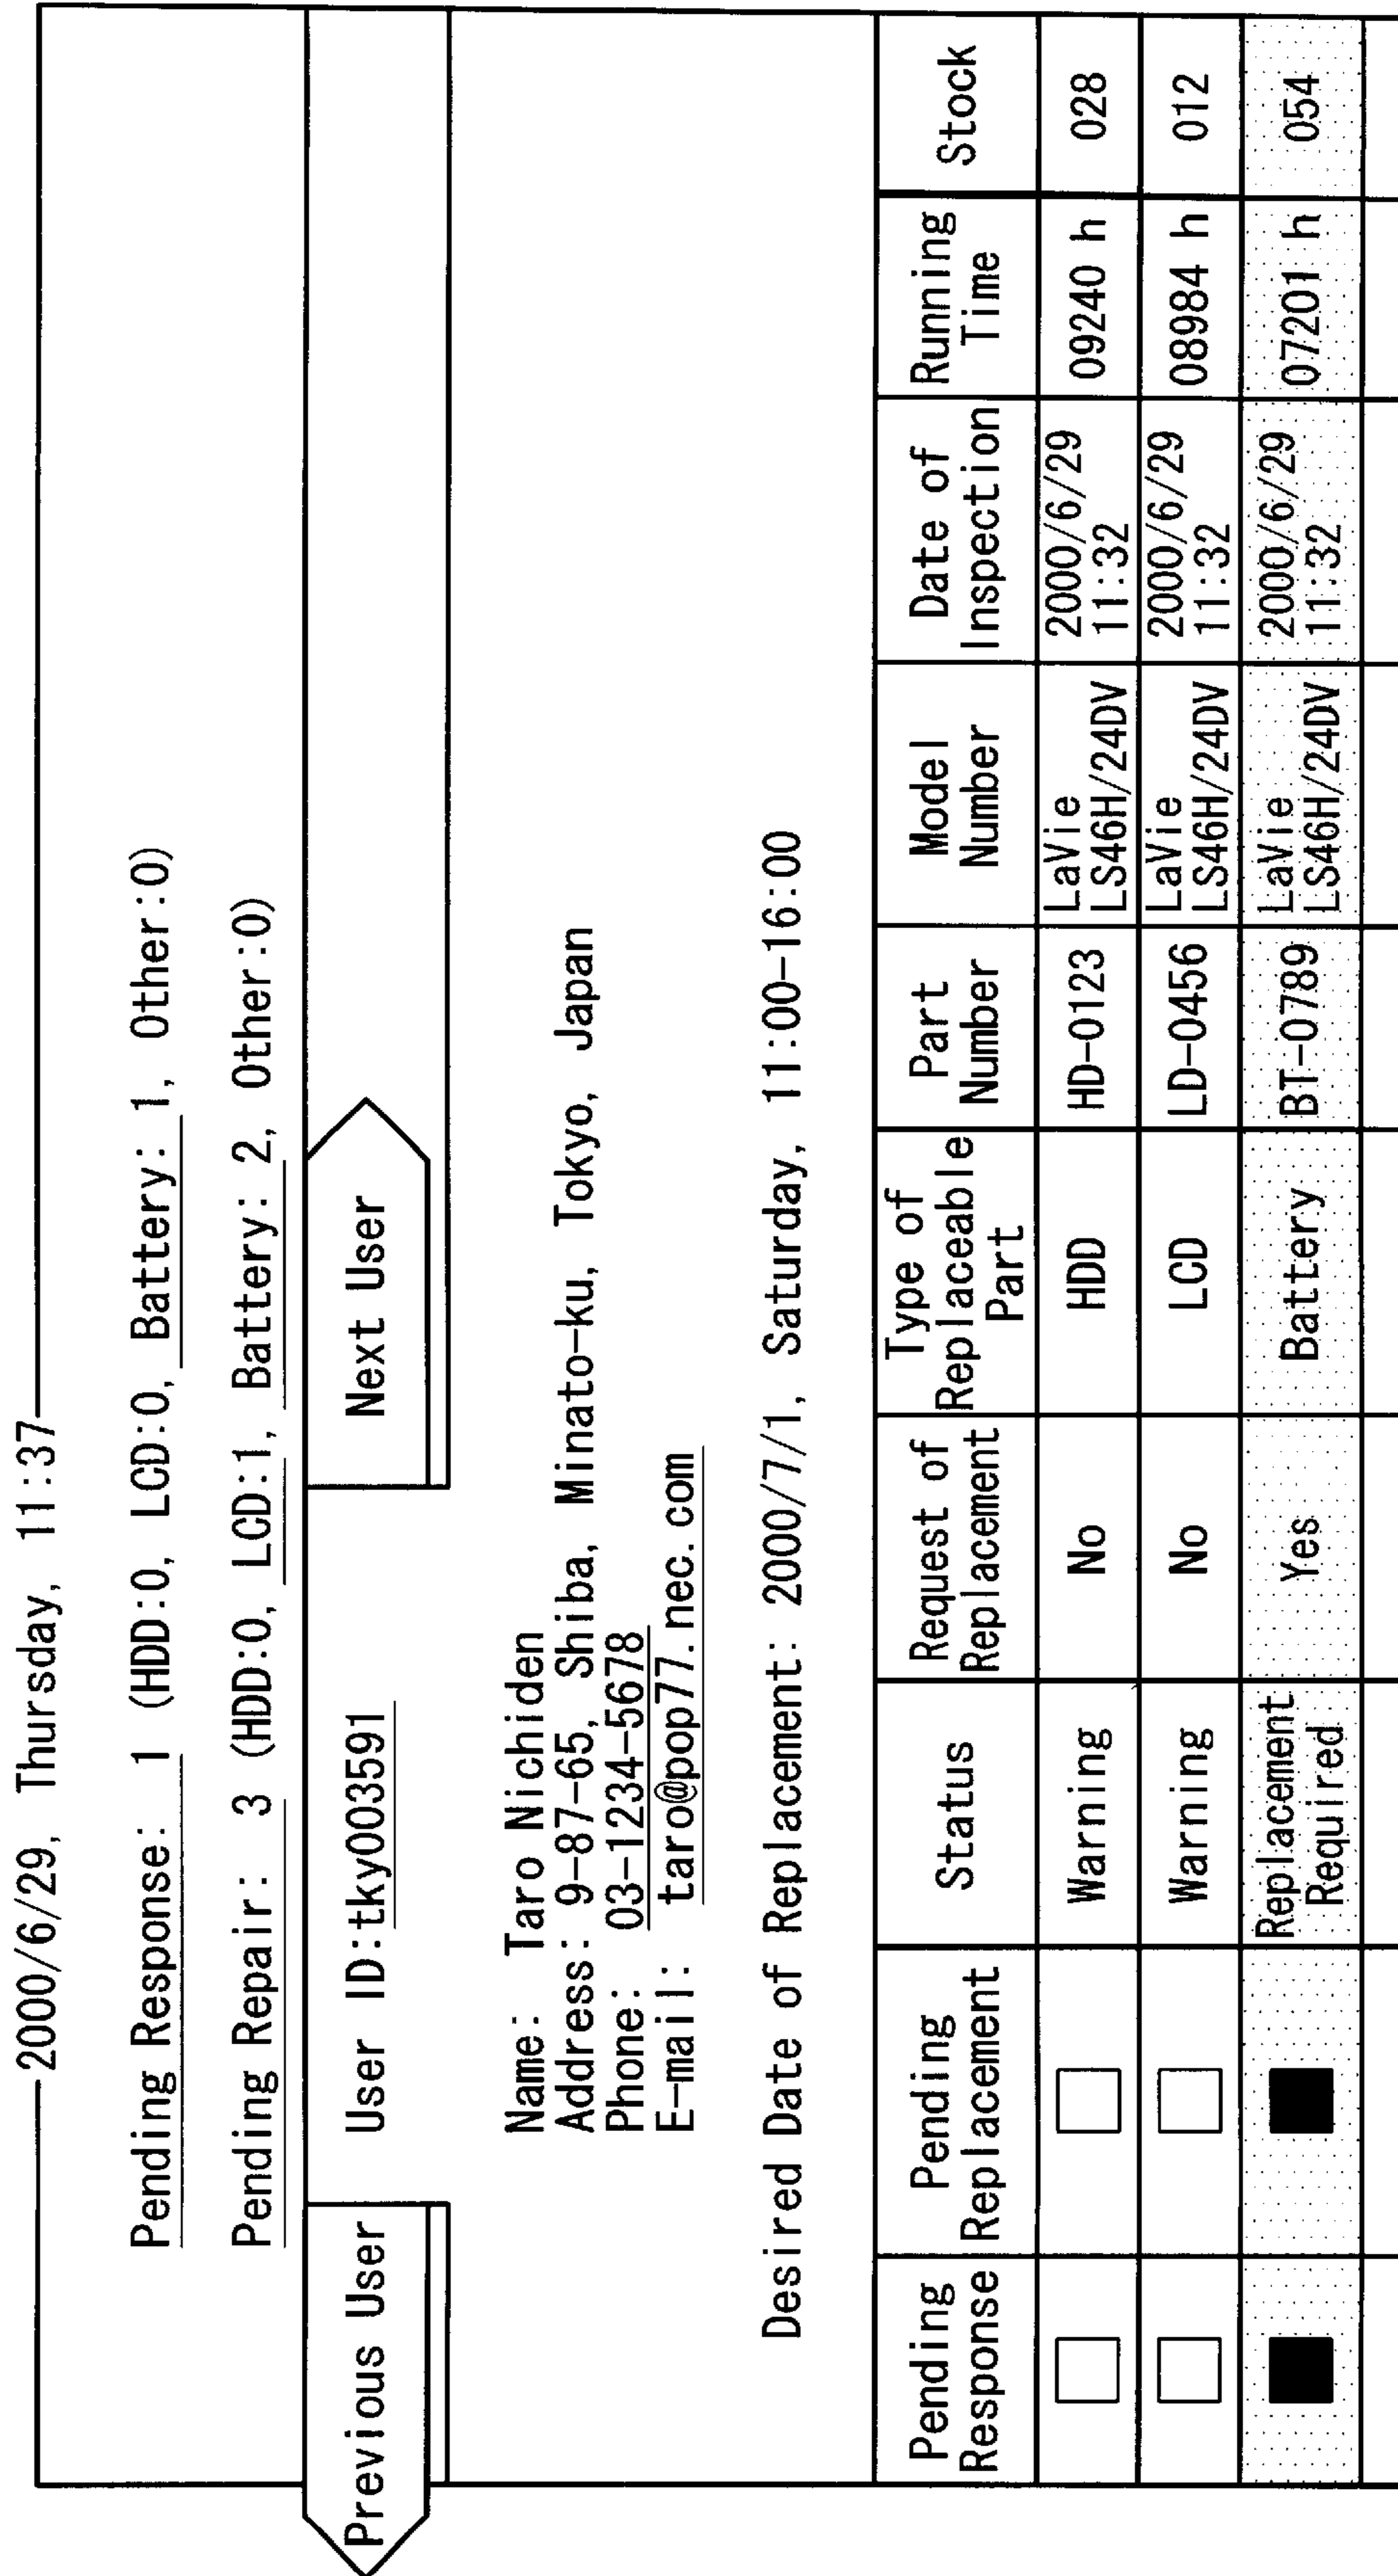 2000/6/29, Thursday, 11:37
Pending Response: 1 (HDD:0, LCD:0, Battery: 1, Other:0)
Pending Repair: 3 (HDD:0, LCD:1, Battery: 2, Other:0)
Previous User User ID:tky003591 Next User
Name: Taro Nichiden
Address: 9-87-65, Shiba, Minato-ku, Tokyo, Japan
Phone: 03-1234-5678
E-mail: taro@pop77.nec.com
Desired Date of Replacement: 2000/7/1, Saturday, 11:00-16:00
Pending Response Pending Replacement Status Request of Replacement Type of Replaceable Part Part Number Model Number Date of Inspection Running Time Stock
Warning No HDD HD-0123 LaVie LS46H/24DV 2000/6/29 11:32 09240 h 028
Warning No LCD LD-0456 LaVie LS46H/24DV 2000/6/29 11:32 08984 h 012
Replacement Required Yes Battery BT-0789 LaVie LS46H/24DV 2000/6/29 11:32 07201 h 054